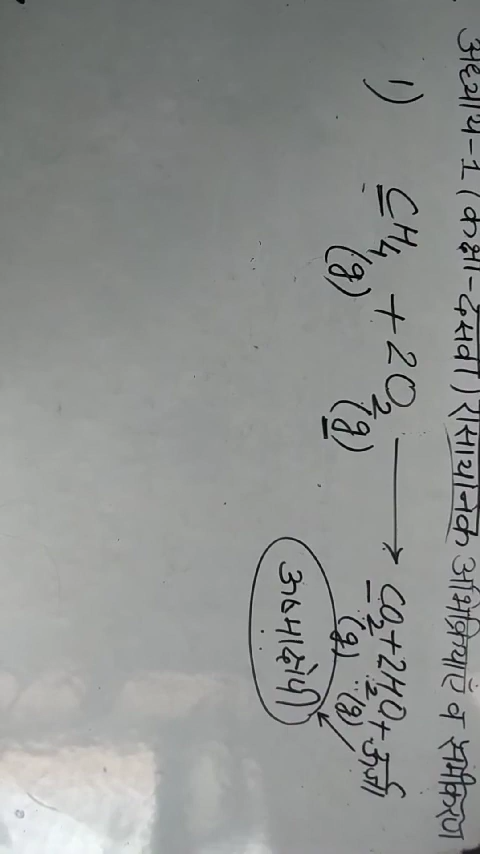 अध्याय-1 (कक्षा-दसवीं) रासायनिक अभिक्रियाएँ व समीकरण
1) CH₄(g) + 2O₂(g) ⟶ CO₂(g) + 2H₂O(g) + ऊर्जा
ऊष्माक्षेपी